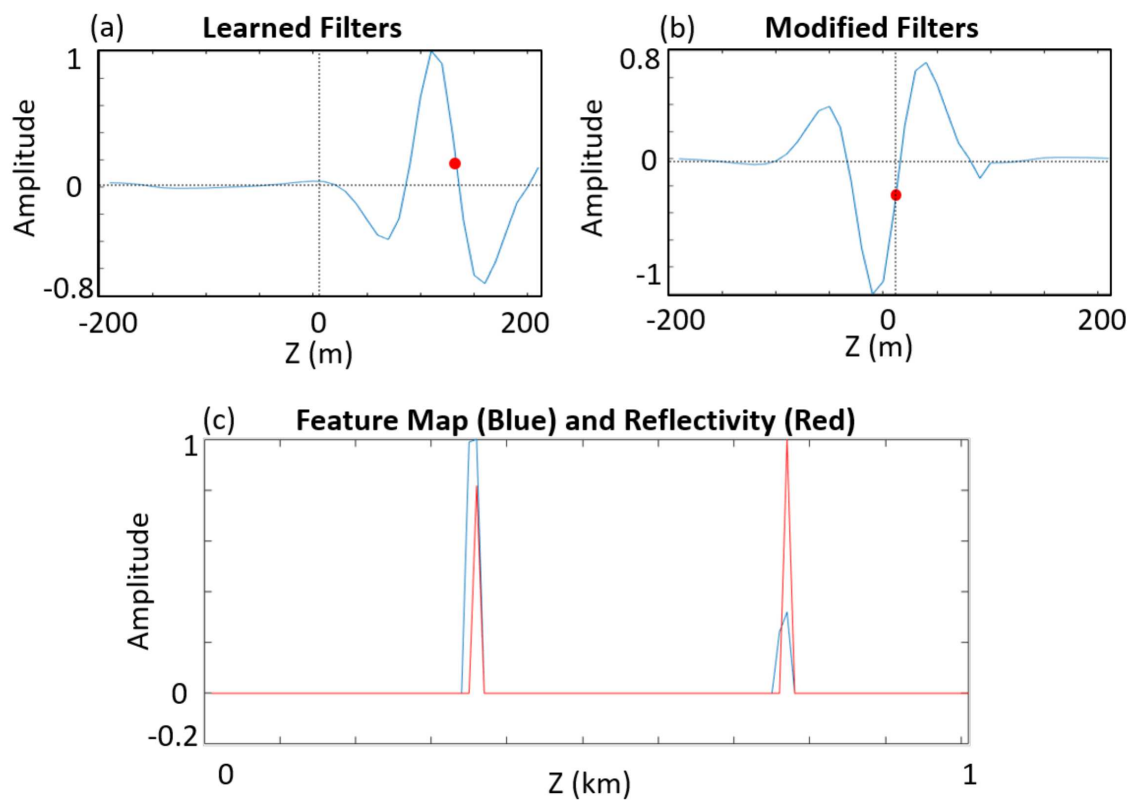 (a) Learned Filters
1
0
-0.8
Amplitude
-200 0 200
Z (m)
(b) Modified Filters
0.8
0
-1
Amplitude
-200 0 200
Z (m)
(c) Feature Map (Blue) and Reflectivity (Red)
1
0
-0.2
Amplitude
0 1
Z (km)